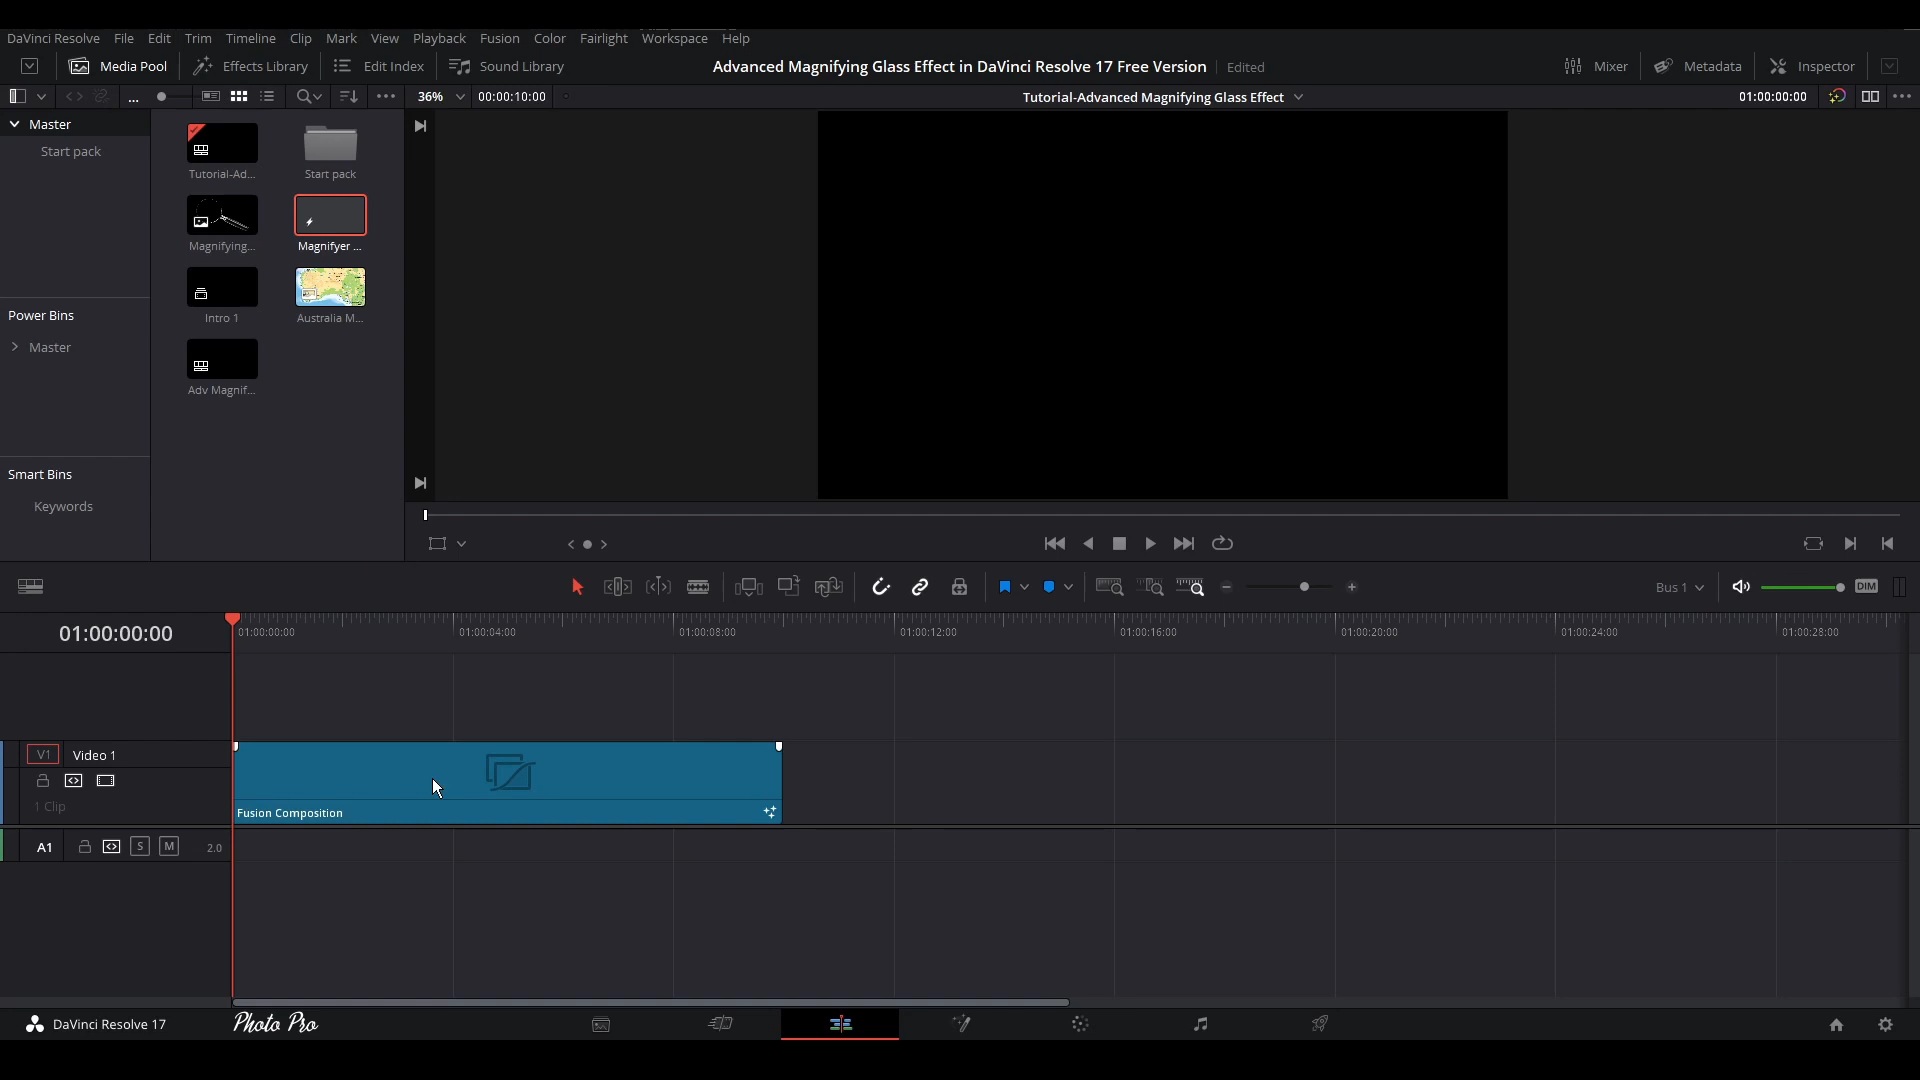 DaVinci Resolve File Edit Trim Timeline Clip Mark View Playback Fusion Color Fairlight Workspace Help
Media Pool Effects Library Edit Index Sound Library Advanced Magnifying Glass Effect in DaVinci Resolve 17 Free Version Edited Mixer Metadata Inspector
... 36% 00:00:10:00 Tutorial-Advanced Magnifying Glass Effect 01:00:00:00
Master
Start pack
Power Bins
Master
Smart Bins
Keywords
Tutorial-Ad... Start pack
Magnifying... Magnifyer ...
Intro 1 Australia M...
Adv Magnif...
Bus 1 DIM
01:00:00:00 01:00:00:00 01:00:04:00 01:00:08:00 01:00:12:00 01:00:16:00 01:00:20:00 01:00:24:00 01:00:28:00
V1 Video 1
1 Clip
Fusion Composition
A1 S M 2.0
DaVinci Resolve 17 Photo Pro